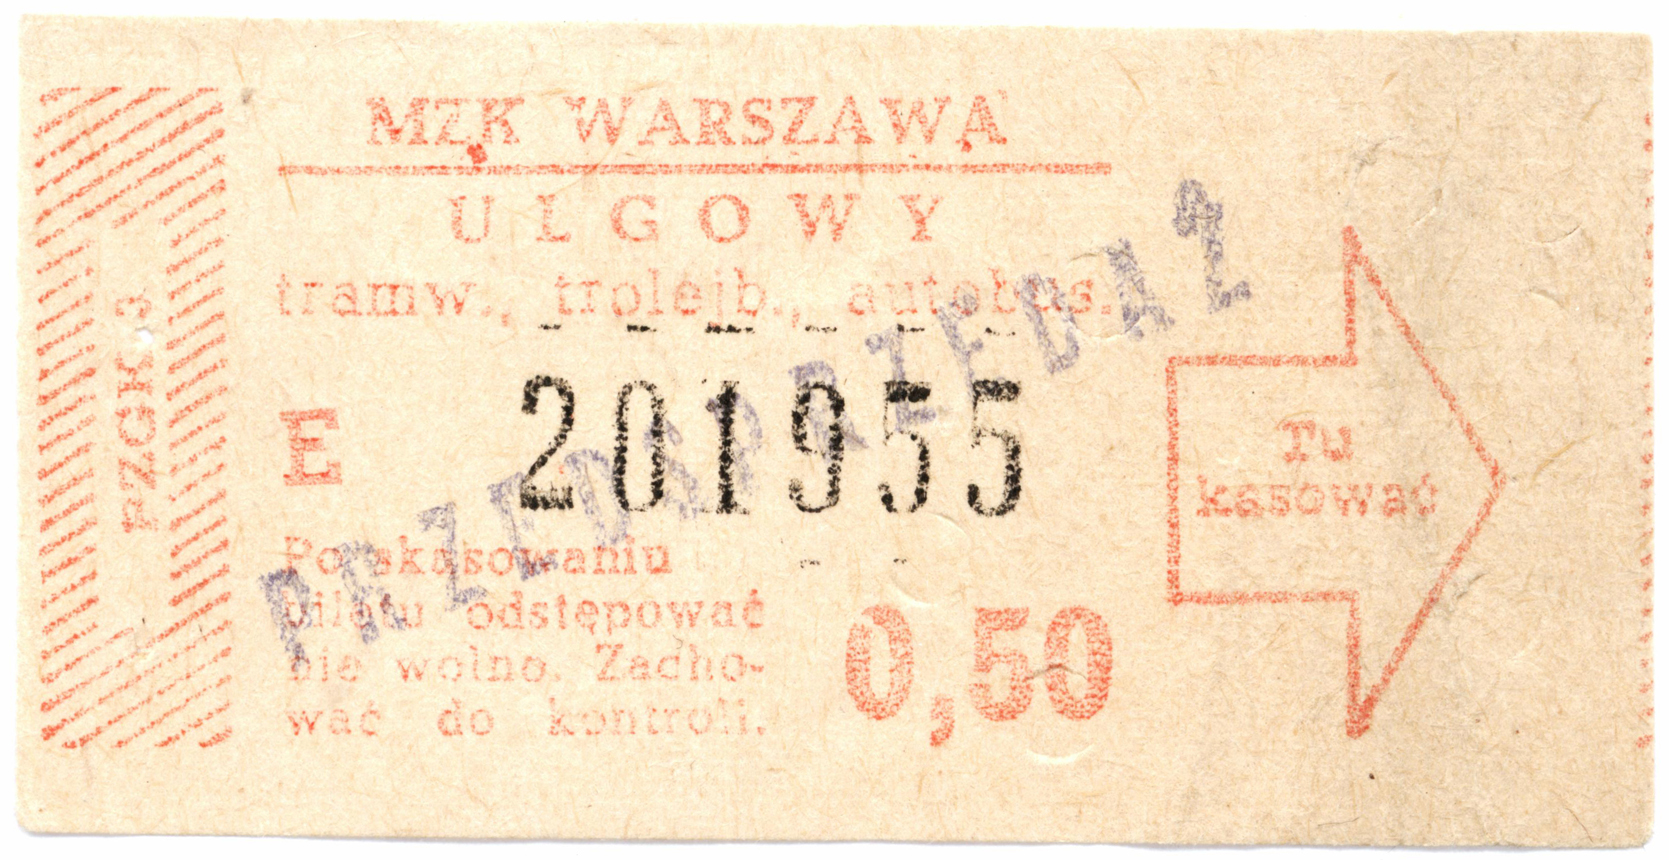 MZK WARSZAWA
ULGOWY
tramw., trolejb., autobus.
PZGK 3
E 201955
PRZEDSPRZEDAŻ
Po skasowaniu
biletu odstępować
nie wolno. Zacho-
wać do kontroli.
0,50
Tu
kasować